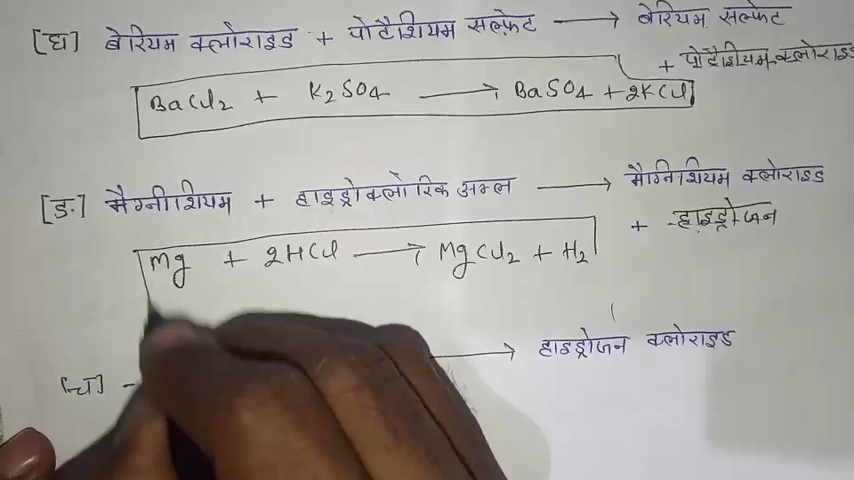 [घ] बेरियम क्लोराइड + पोटैशियम सल्फेट ⟶ बेरियम सल्फेट
+ पोटैशियम क्लोराइड
BaCl2 + K2SO4 ⟶ BaSO4 + 2KCl
[ङ] मैग्नीशियम + हाइड्रोक्लोरिक अम्ल ⟶ मैग्निशियम क्लोराइड
+ हाइड्रोजन
Mg + 2HCl ⟶ MgCl2 + H2
[च] ⟶ हाइड्रोजन क्लोराइड